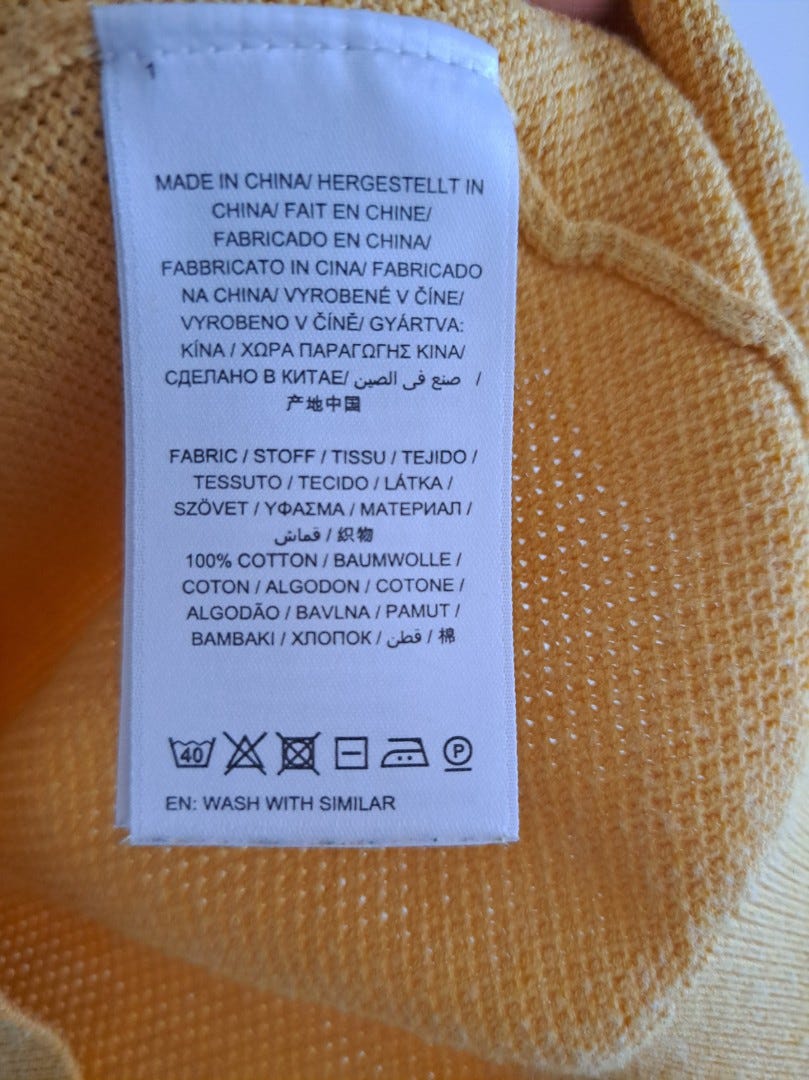 MADE IN CHINA/ HERGESTELLT IN
CHINA/ FAIT EN CHINE/
FABRICADO EN CHINA/
FABBRICATO IN CINA/ FABRICADO
NA CHINA/ VYROBENÉ V ČÍNE/
VYROBENO V ČÍNĚ/ GYÁRTVA:
KÍNA / ΧΩΡΑ ΠΑΡΑΓΩΓΗΣ ΚΙΝΑ/
СДЕЛАНО В КИТАЕ/ صنع في الصين /
产地中国
FABRIC / STOFF / TISSU / TEJIDO /
TESSUTO / TECIDO / LÁTKA /
SZÖVET / ΥΦΑΣΜΑ / МАТЕРИАЛ /
قماش / 织物
100% COTTON / BAUMWOLLE /
COTON / ALGODON / COTONE /
ALGODÃO / BAVLNA / PAMUT /
BAMBAKI / ХЛОПОК / قطن / 棉
40 P
EN: WASH WITH SIMILAR